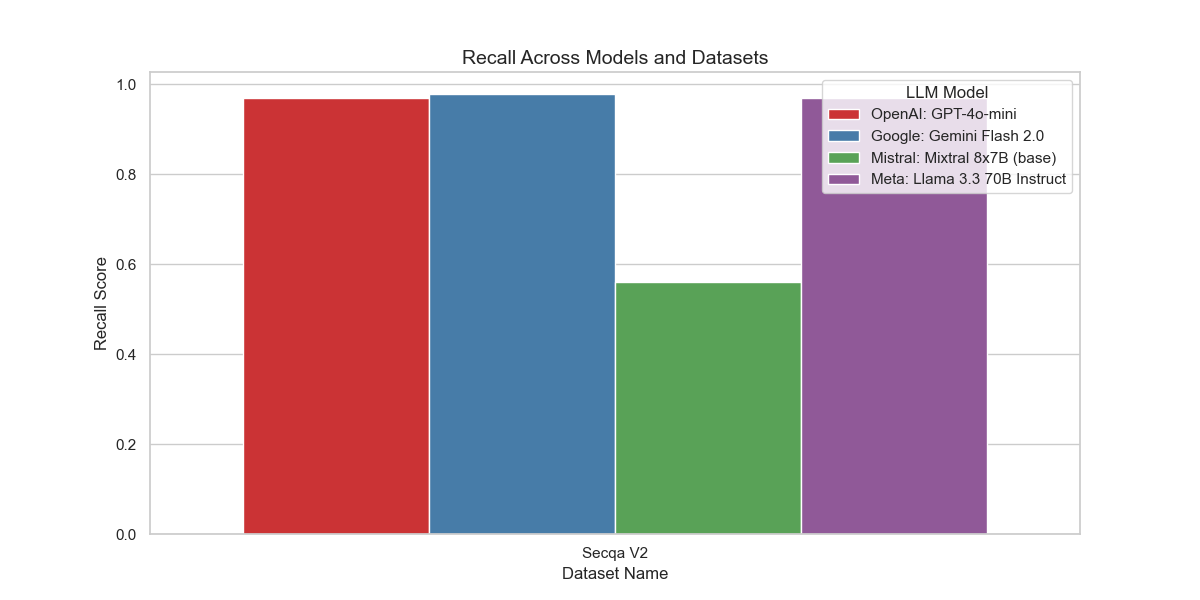 Recall Across Models and Datasets
1.0
0.8
0.6
0.4
0.2
0.0
Recall Score
LLM Model
OpenAI: GPT-4o-mini
Google: Gemini Flash 2.0
Mistral: Mixtral 8x7B (base)
Meta: Llama 3.3 70B Instruct
Secqa V2
Dataset Name